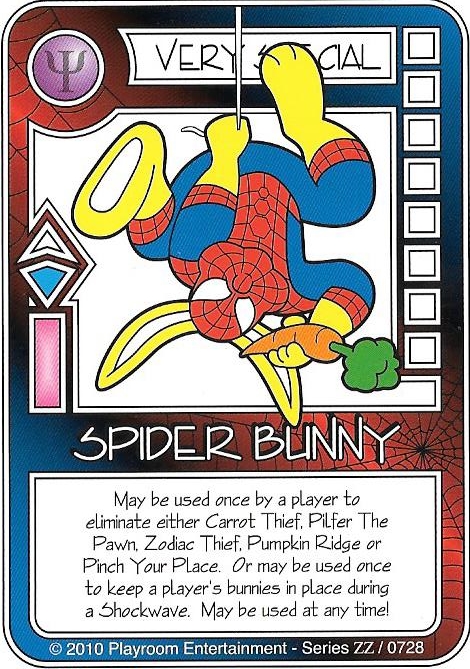 Ψ
VERY SPECIAL
SPIDER BUNNY
May be used once by a player to
eliminate either Carrot Thief, Pilfer The
Pawn, Zodiac Thief, Pumpkin Ridge or
Pinch Your Place. Or may be used once
to keep a player's bunnies in place during
a Shockwave. May be used at any time!
© 2010 Playroom Entertainment - Series ZZ / 0728